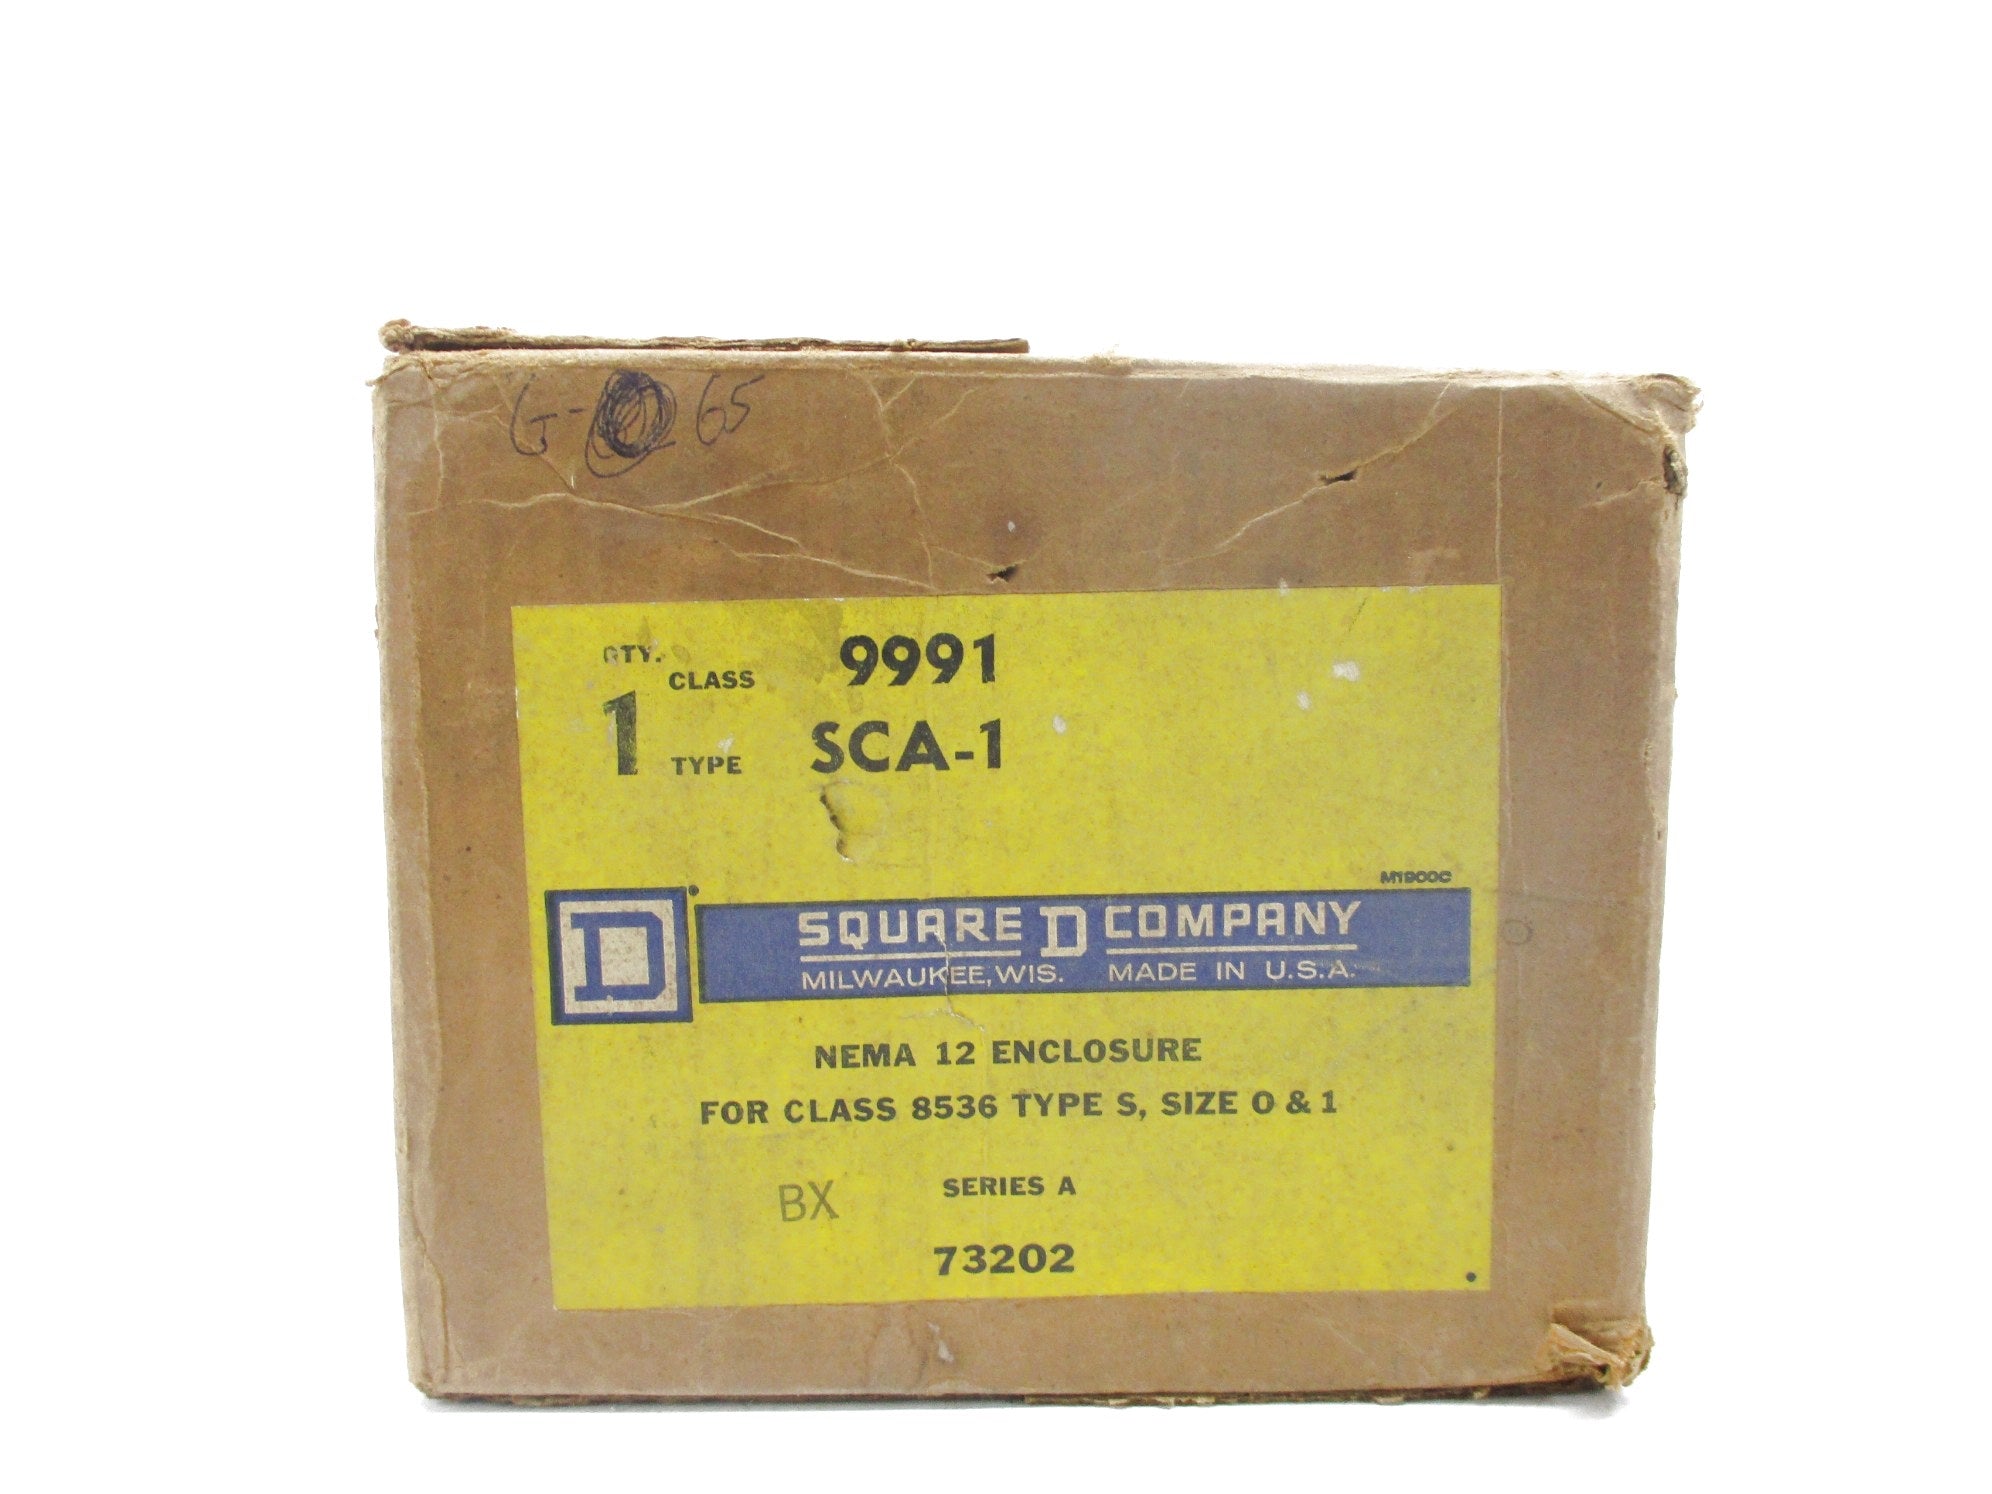 G- 65
QTY.
CLASS 9991
1
TYPE SCA-1
M1900C
D
SQUARE D COMPANY
MILWAUKEE, WIS. MADE IN U.S.A.
NEMA 12 ENCLOSURE
FOR CLASS 8536 TYPE S, SIZE 0 & 1
SERIES A
BX
73202